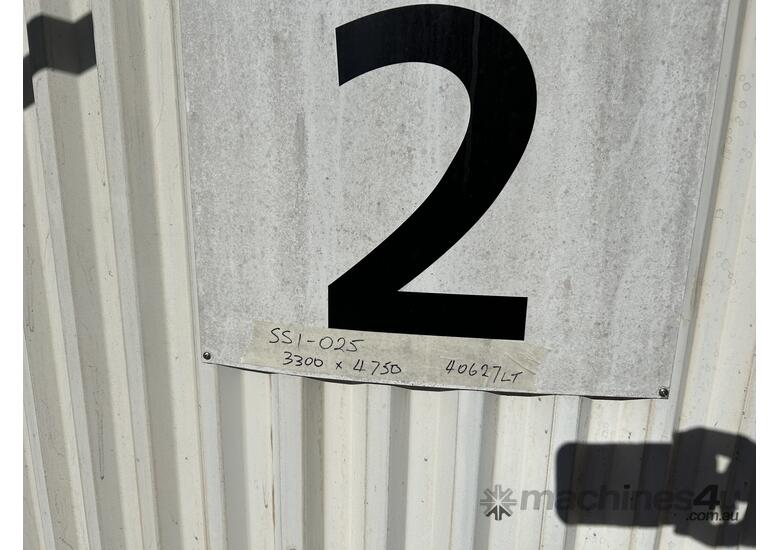 2
SS1-025
3300 x 4750 40627LT
machines4u
.com.au